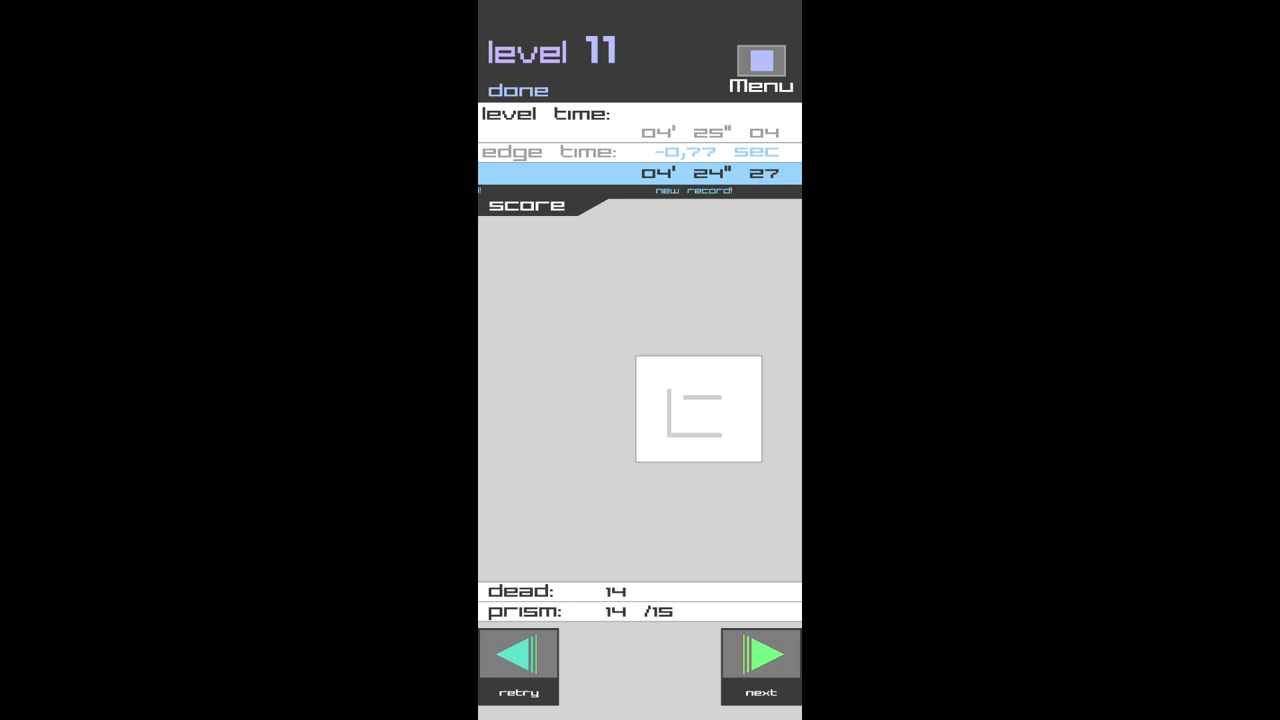 level 11
Menu
done
level time:
04' 25" 04
edge time: -0,77 sec
04' 24" 27
new record!
score
dead: 14
prism: 14 /15
retry
next